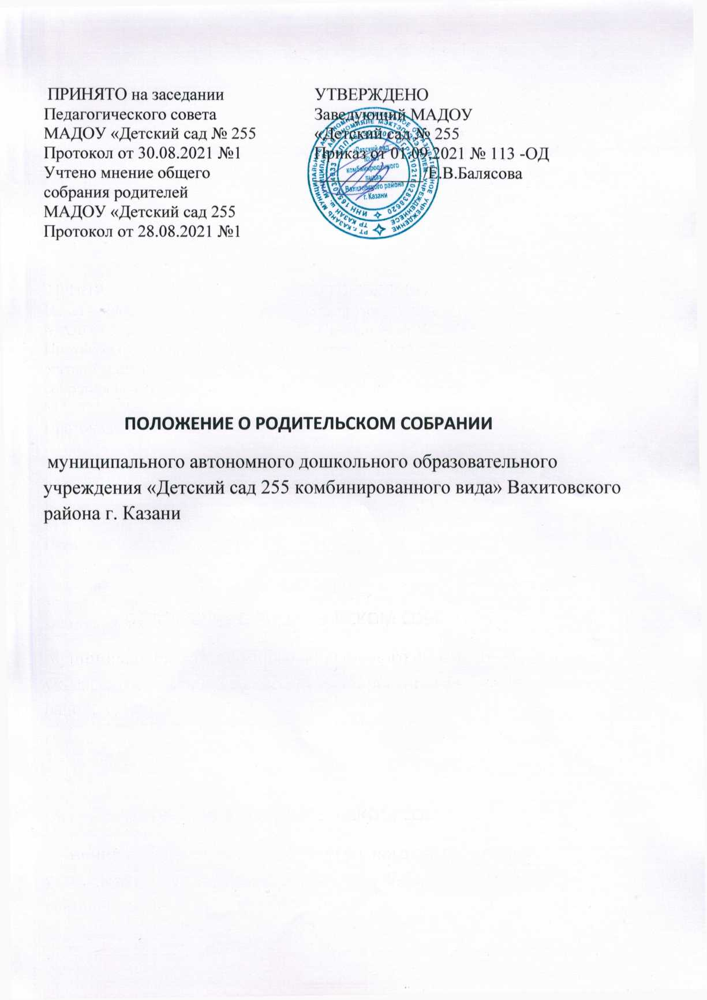 ПРИНЯТО на заседании
Педагогического совета
МАДОУ «Детский сад № 255
Протокол от 30.08.2021 №1
Учтено мнение общего
собрания родителей
МАДОУ «Детский сад 255
Протокол от 28.08.2021 №1
УТВЕРЖДЕНО
Заведующий МАДОУ
«Детский сад № 255
Приказ от 01.09.2021 № 113 -ОД
/Е.В.Балясова
Детский сад
комбинированного
вида»
Вахитовского района
г. Казани
ОГРН 1021602838620
ПОЛОЖЕНИЕ О РОДИТЕЛЬСКОМ СОБРАНИИ
муниципального автономного дошкольного образовательного
учреждения «Детский сад 255 комбинированного вида» Вахитовского
района г. Казани